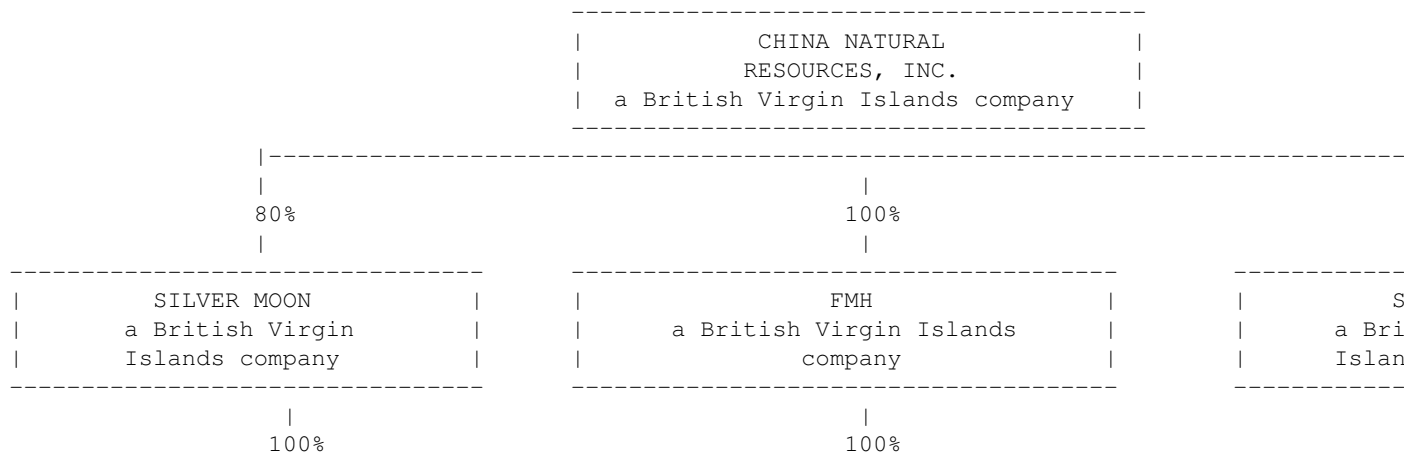 CHINA NATURAL
RESOURCES, INC.
a British Virgin Islands company
80% 100%
SILVER MOON FMH S
a British Virgin a British Virgin Islands a Bri
Islands company company Islan
100% 100%